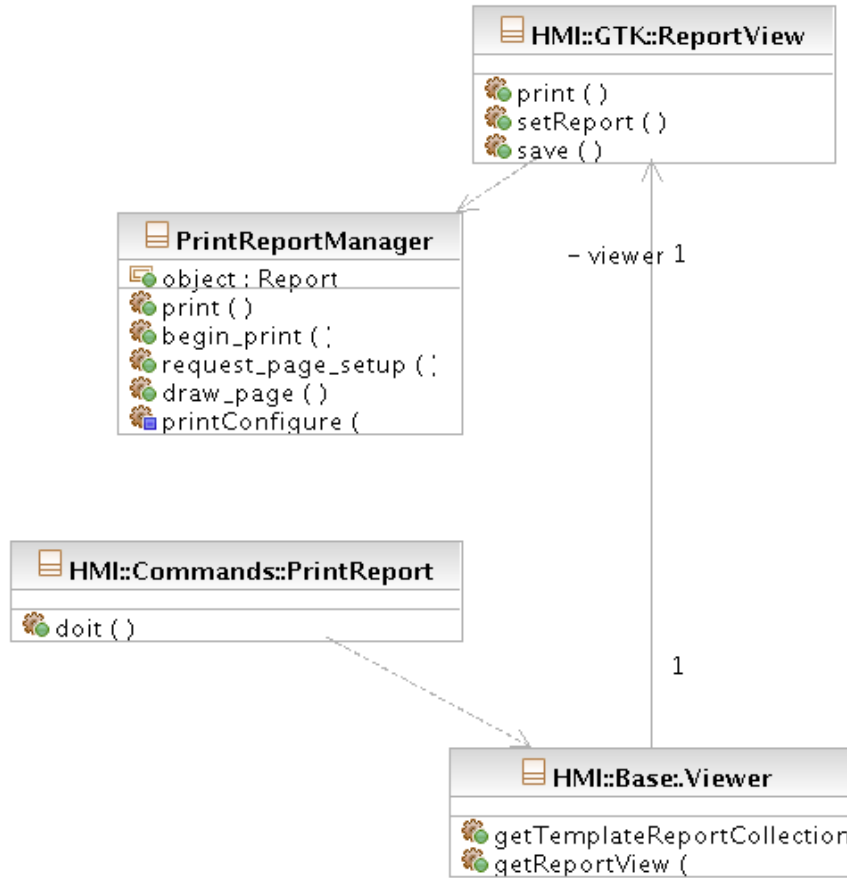 HMI::GTK::ReportView
print ( )
setReport ( )
save ( )
PrintReportManager
object : Report
print ( )
begin_print ( )
request_page_setup ( )
draw_page ( )
printConfigure (
– viewer 1
HMI::Commands::PrintReport
doit ( )
1
HMI::Base::Viewer
getTemplateReportCollection
getReportView (